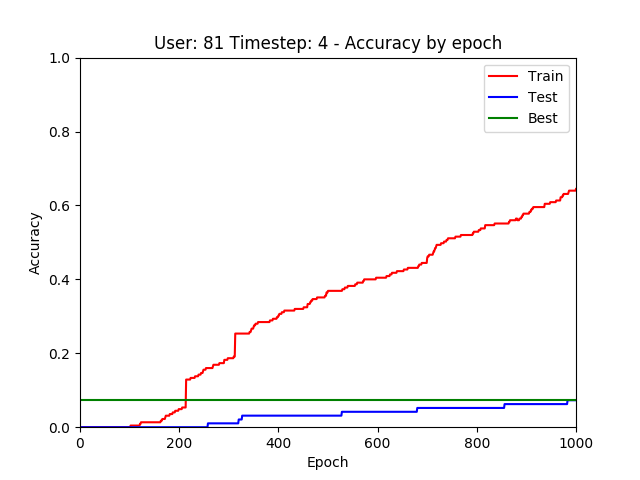 User: 81 Timestep: 4 - Accuracy by epoch
1.0
0.8
0.6
0.4
0.2
0.0
Accuracy
0 200 400 600 800 1000
Epoch
Train
Test
Best